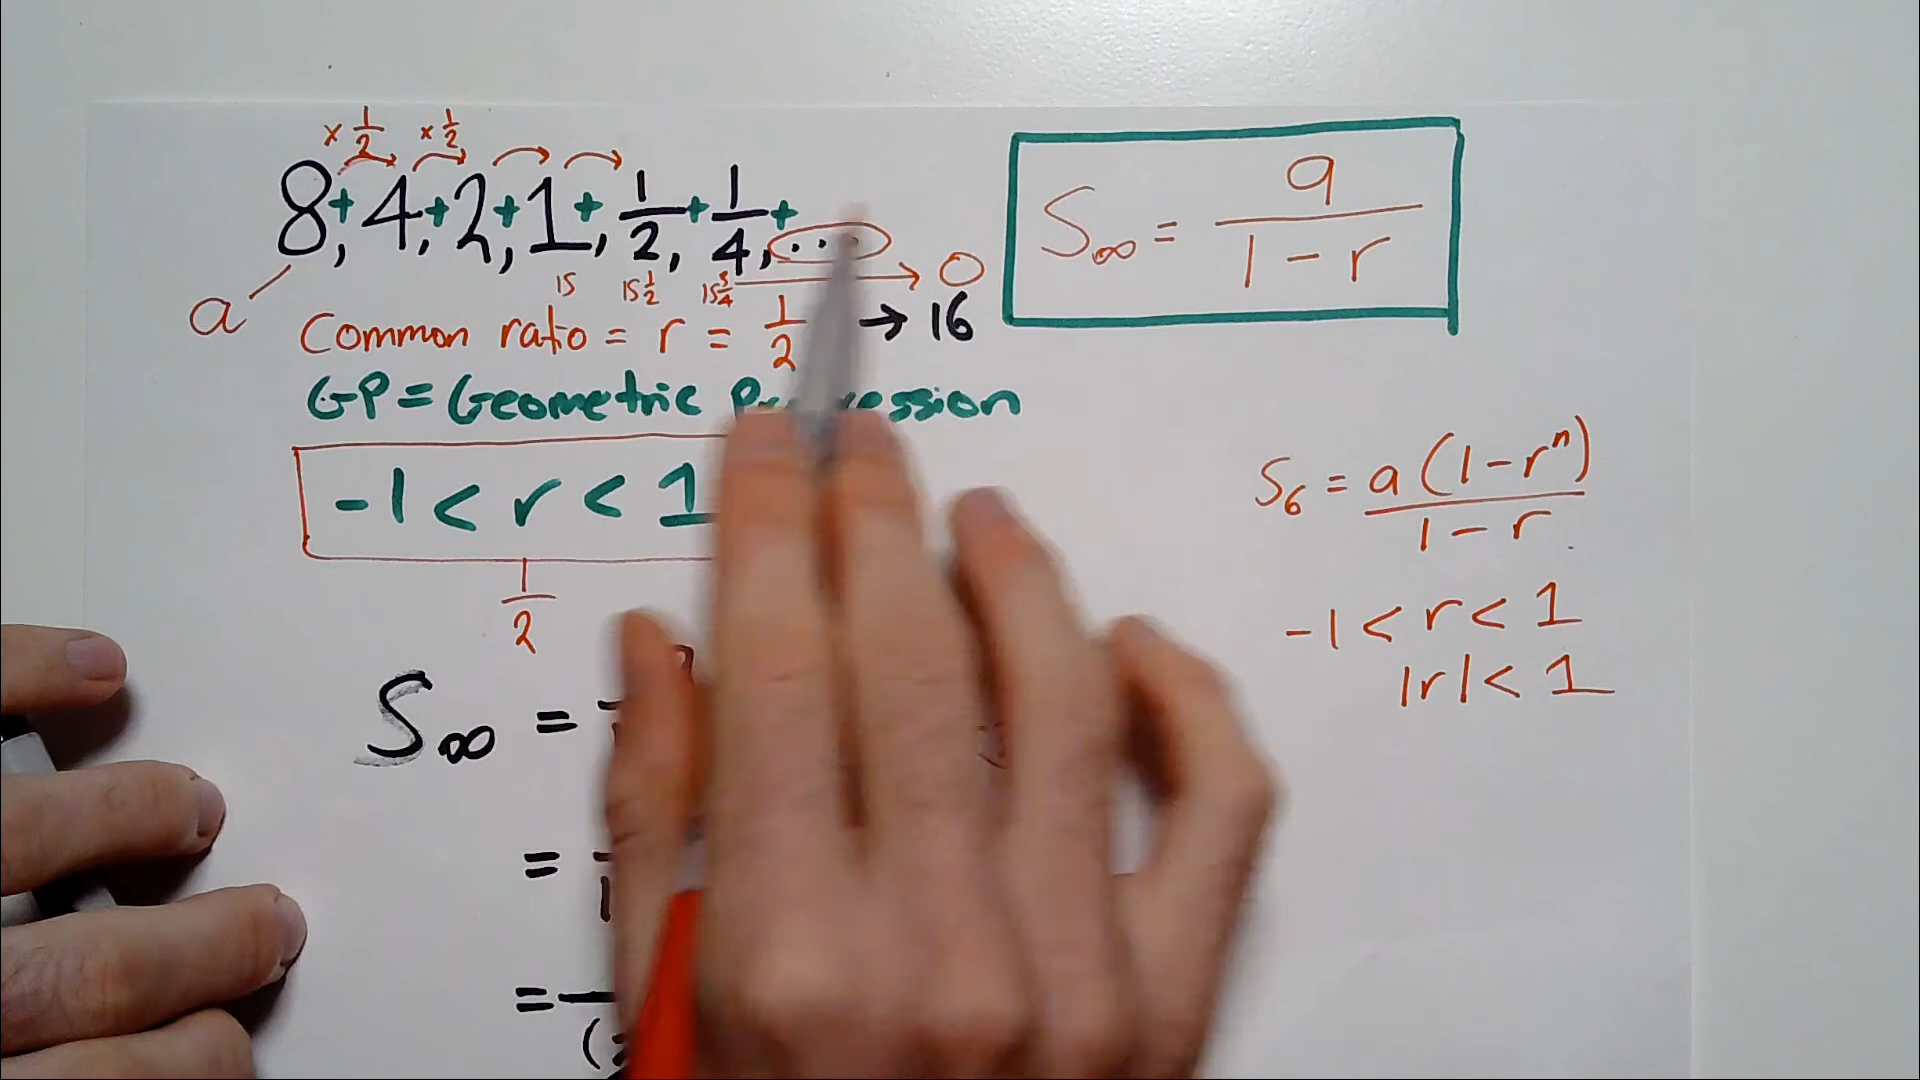 × 1/2 × 1/2
8, + 4, + 2, + 1, + 1/2, + 1/4, + ...
15 15 1/2 15 3/4 → 0
a
Common ratio = r = 1/2 → 16
GP = Geometric
-1 < r < 1
1/2
S∞ =
=
=
S∞ = a/(1 - r)
S6 = a(1 - r^n)/(1 - r)
-1 < r < 1
|r| < 1